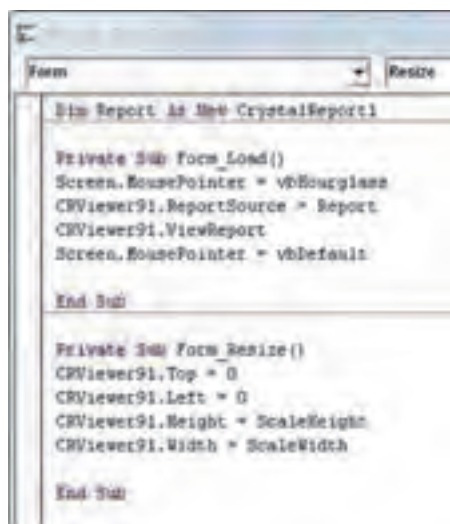 Form Resize
Dim Report As New CrystalReport1
Private Sub Form_Load()
Screen.MousePointer = vbHourglass
CRViewer91.ReportSource = Report
CRViewer91.ViewReport
Screen.MousePointer = vbDefault
End Sub
Private Sub Form_Resize()
CRViewer91.Top = 0
CRViewer91.Left = 0
CRViewer91.Height = ScaleHeight
CRViewer91.Width = ScaleWidth
End Sub